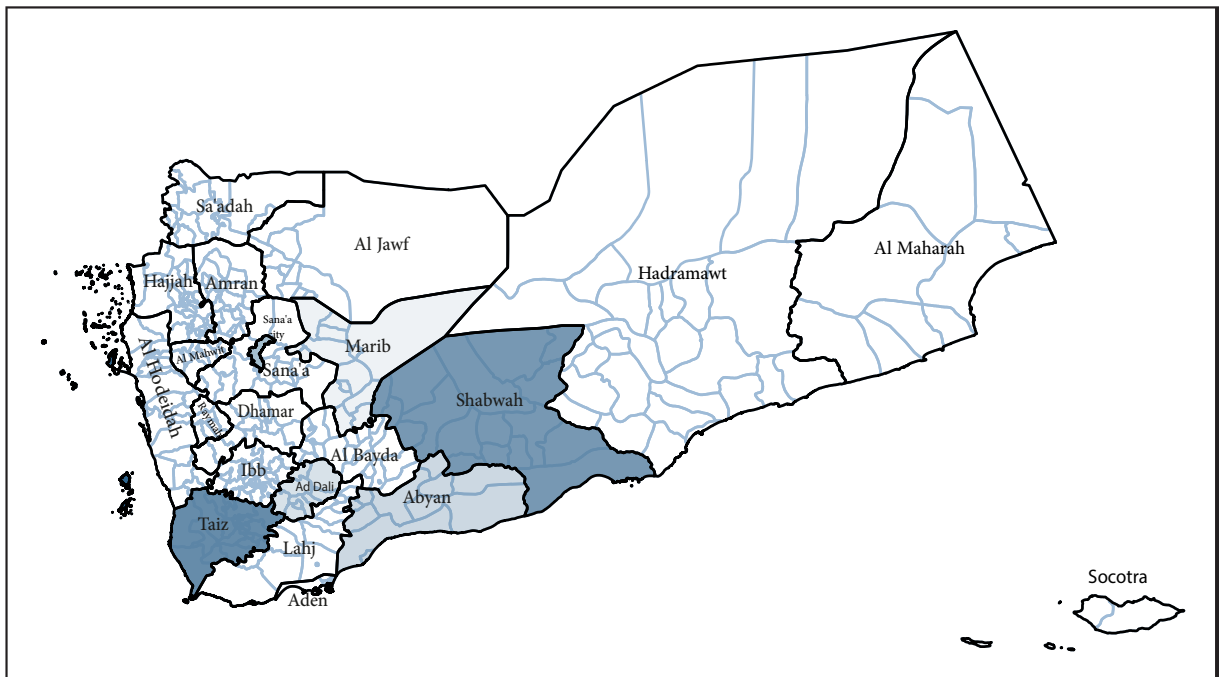 Sa'adah
Al Jawf
Al Maharah
Hadramawt
Hajjah
Amran
Sana'a
city
Marib
Al Mahwit
Al Hodeidah
Sana'a
Shabwah
Raymah
Dhamar
Al Bayda
Ibb
Ad Dali
Abyan
Taiz
Lahj
Aden
Socotra